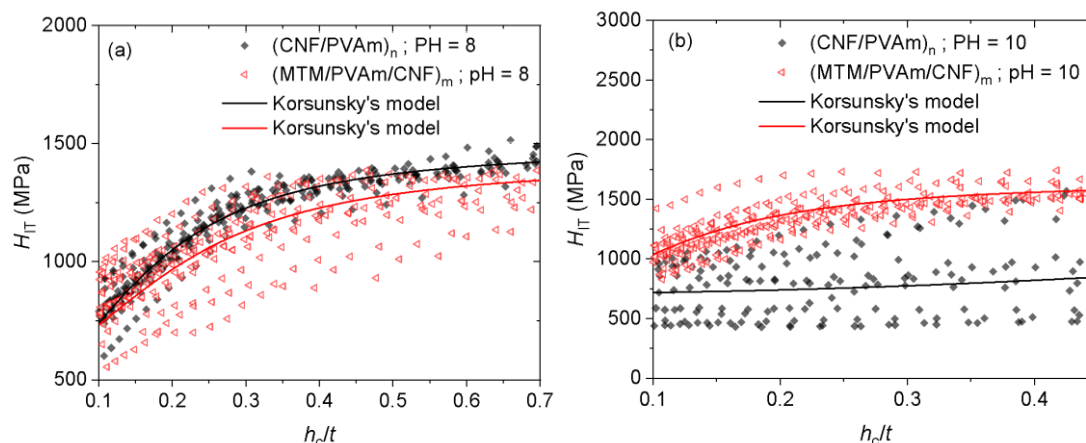 (a)
(CNF/PVAm)n ; PH = 8
(MTM/PVAm/CNF)m ; pH = 8
Korsunsky's model
Korsunsky's model
HIT (MPa)
2000
1500
1000
500
0.1 0.2 0.3 0.4 0.5 0.6 0.7
hc/t
(b)
(CNF/PVAm)n ; PH = 10
(MTM/PVAm/CNF)m ; pH = 10
Korsunsky's model
Korsunsky's model
HIT (MPa)
3000
2500
2000
1500
1000
500
0
0.1 0.2 0.3 0.4
hc/t